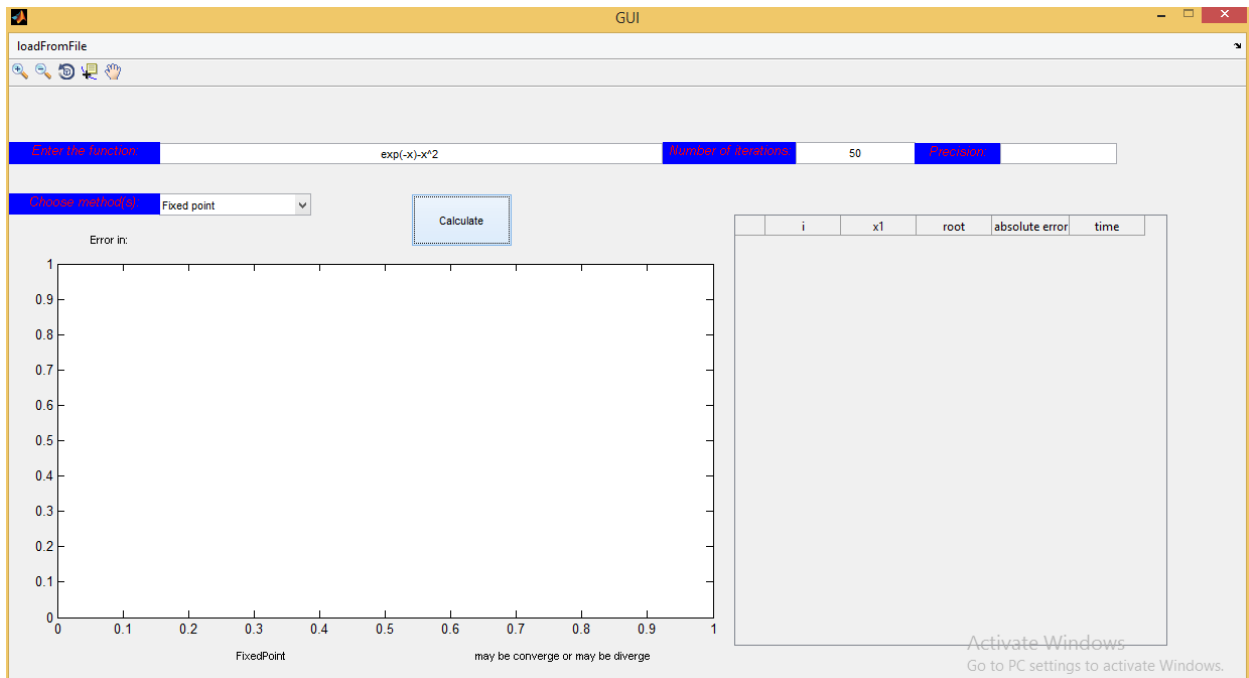 GUI
loadFromFile
Enter the function: exp(-x)-x^2 Number of iterations: 50 Precision:
Choose method(s): Fixed point
Calculate
Error in:
i x1 root absolute error time
1
0.9
0.8
0.7
0.6
0.5
0.4
0.3
0.2
0.1
0
0 0.1 0.2 0.3 0.4 0.5 0.6 0.7 0.8 0.9 1
FixedPoint may be converge or may be diverge
Activate Windows
Go to PC settings to activate Windows.